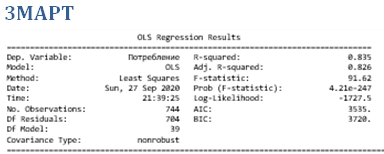 3МАРТ
OLS Regression Results
Dep. Variable: Потребление R-squared: 0.835
Model: OLS Adj. R-squared: 0.826
Method: Least Squares F-statistic: 91.62
Date: Sun, 27 Sep 2020 Prob (F-statistic): 4.21e-247
Time: 21:39:25 Log-Likelihood: -1727.5
No. Observations: 744 AIC: 3535.
Df Residuals: 704 BIC: 3720.
Df Model: 39
Covariance Type: nonrobust